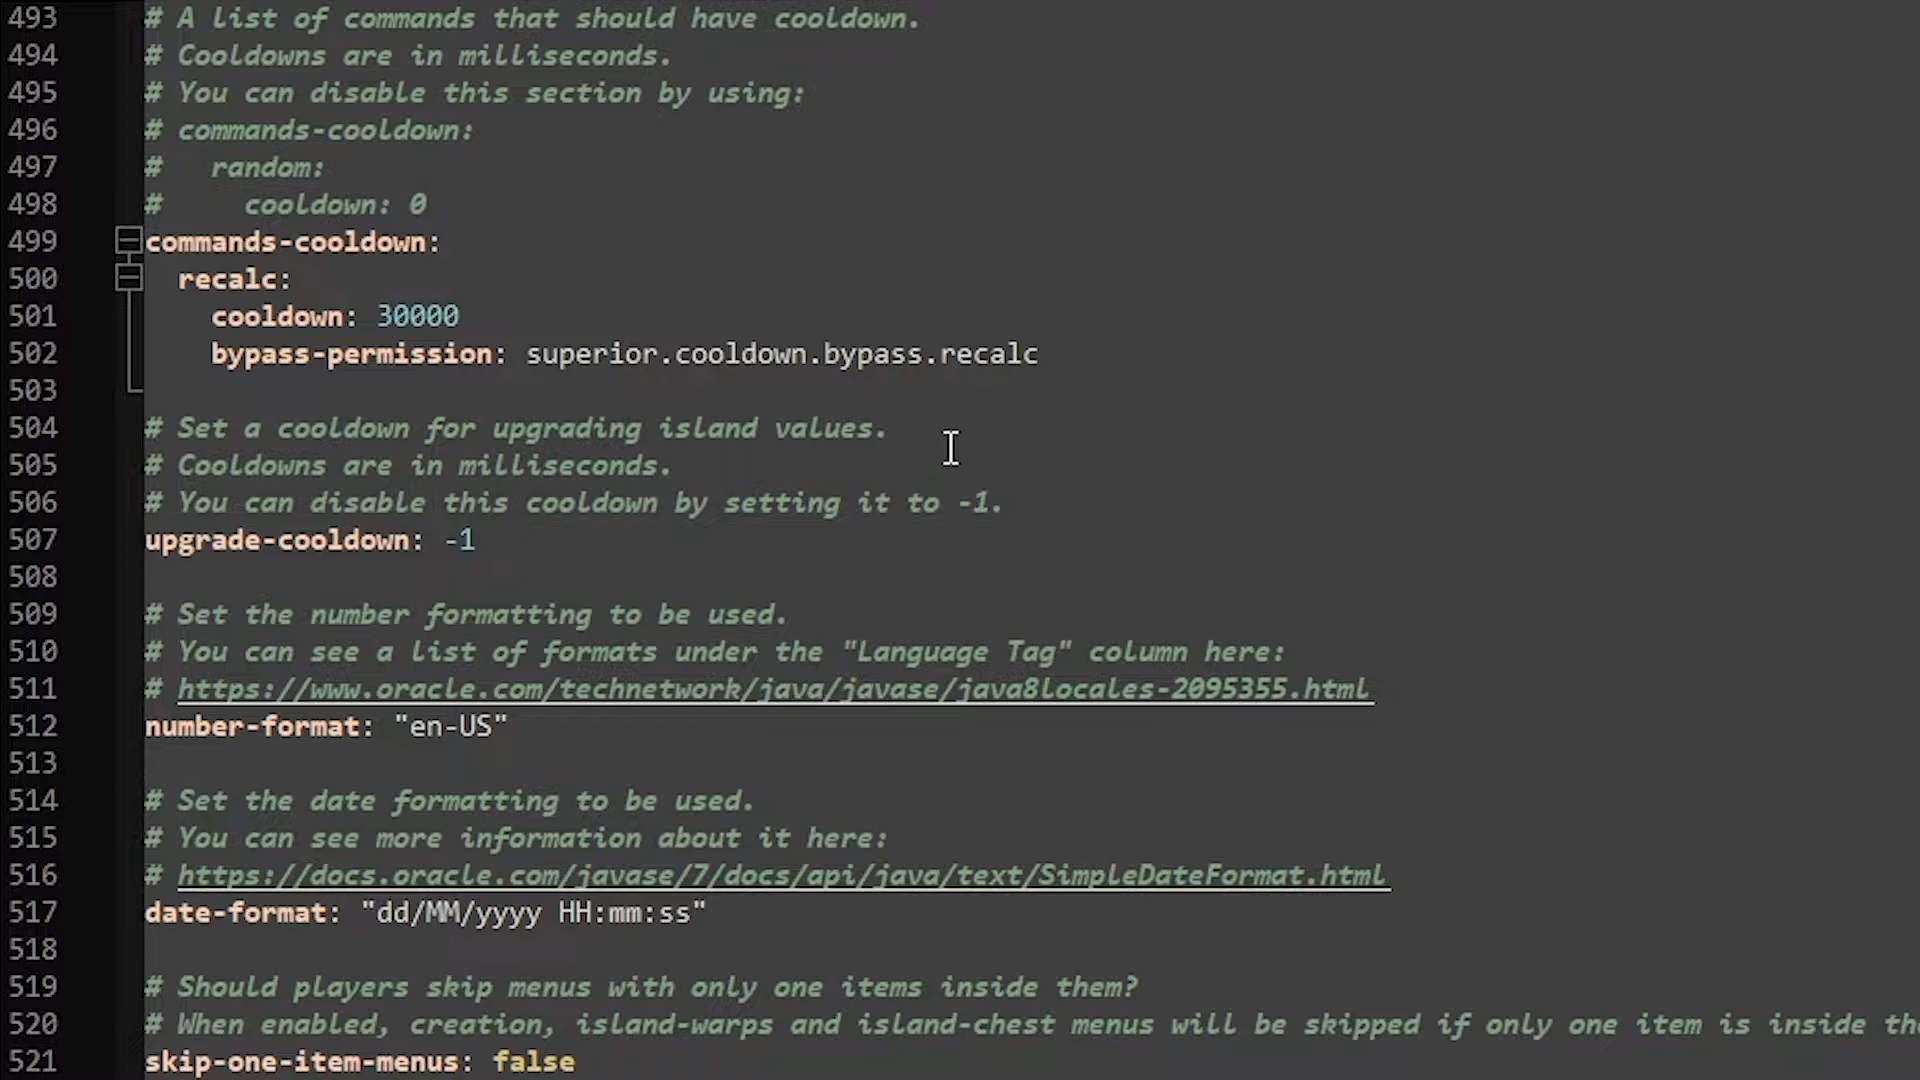 493 # A list of commands that should have cooldown.
494 # Cooldowns are in milliseconds.
495 # You can disable this section by using:
496 # commands-cooldown:
497 #   random:
498 #     cooldown: 0
499 commands-cooldown:
500   recalc:
501     cooldown: 30000
502     bypass-permission: superior.cooldown.bypass.recalc
503
504 # Set a cooldown for upgrading island values.
505 # Cooldowns are in milliseconds.
506 # You can disable this cooldown by setting it to -1.
507 upgrade-cooldown: -1
508
509 # Set the number formatting to be used.
510 # You can see a list of formats under the "Language Tag" column here:
511 # https://www.oracle.com/technetwork/java/javase/java8locales-2095355.html
512 number-format: "en-US"
513
514 # Set the date formatting to be used.
515 # You can see more information about it here:
516 # https://docs.oracle.com/javase/7/docs/api/java/text/SimpleDateFormat.html
517 date-format: "dd/MM/yyyy HH:mm:ss"
518
519 # Should players skip menus with only one items inside them?
520 # When enabled, creation, island-warps and island-chest menus will be skipped if only one item is inside
521 skip-one-item-menus: false